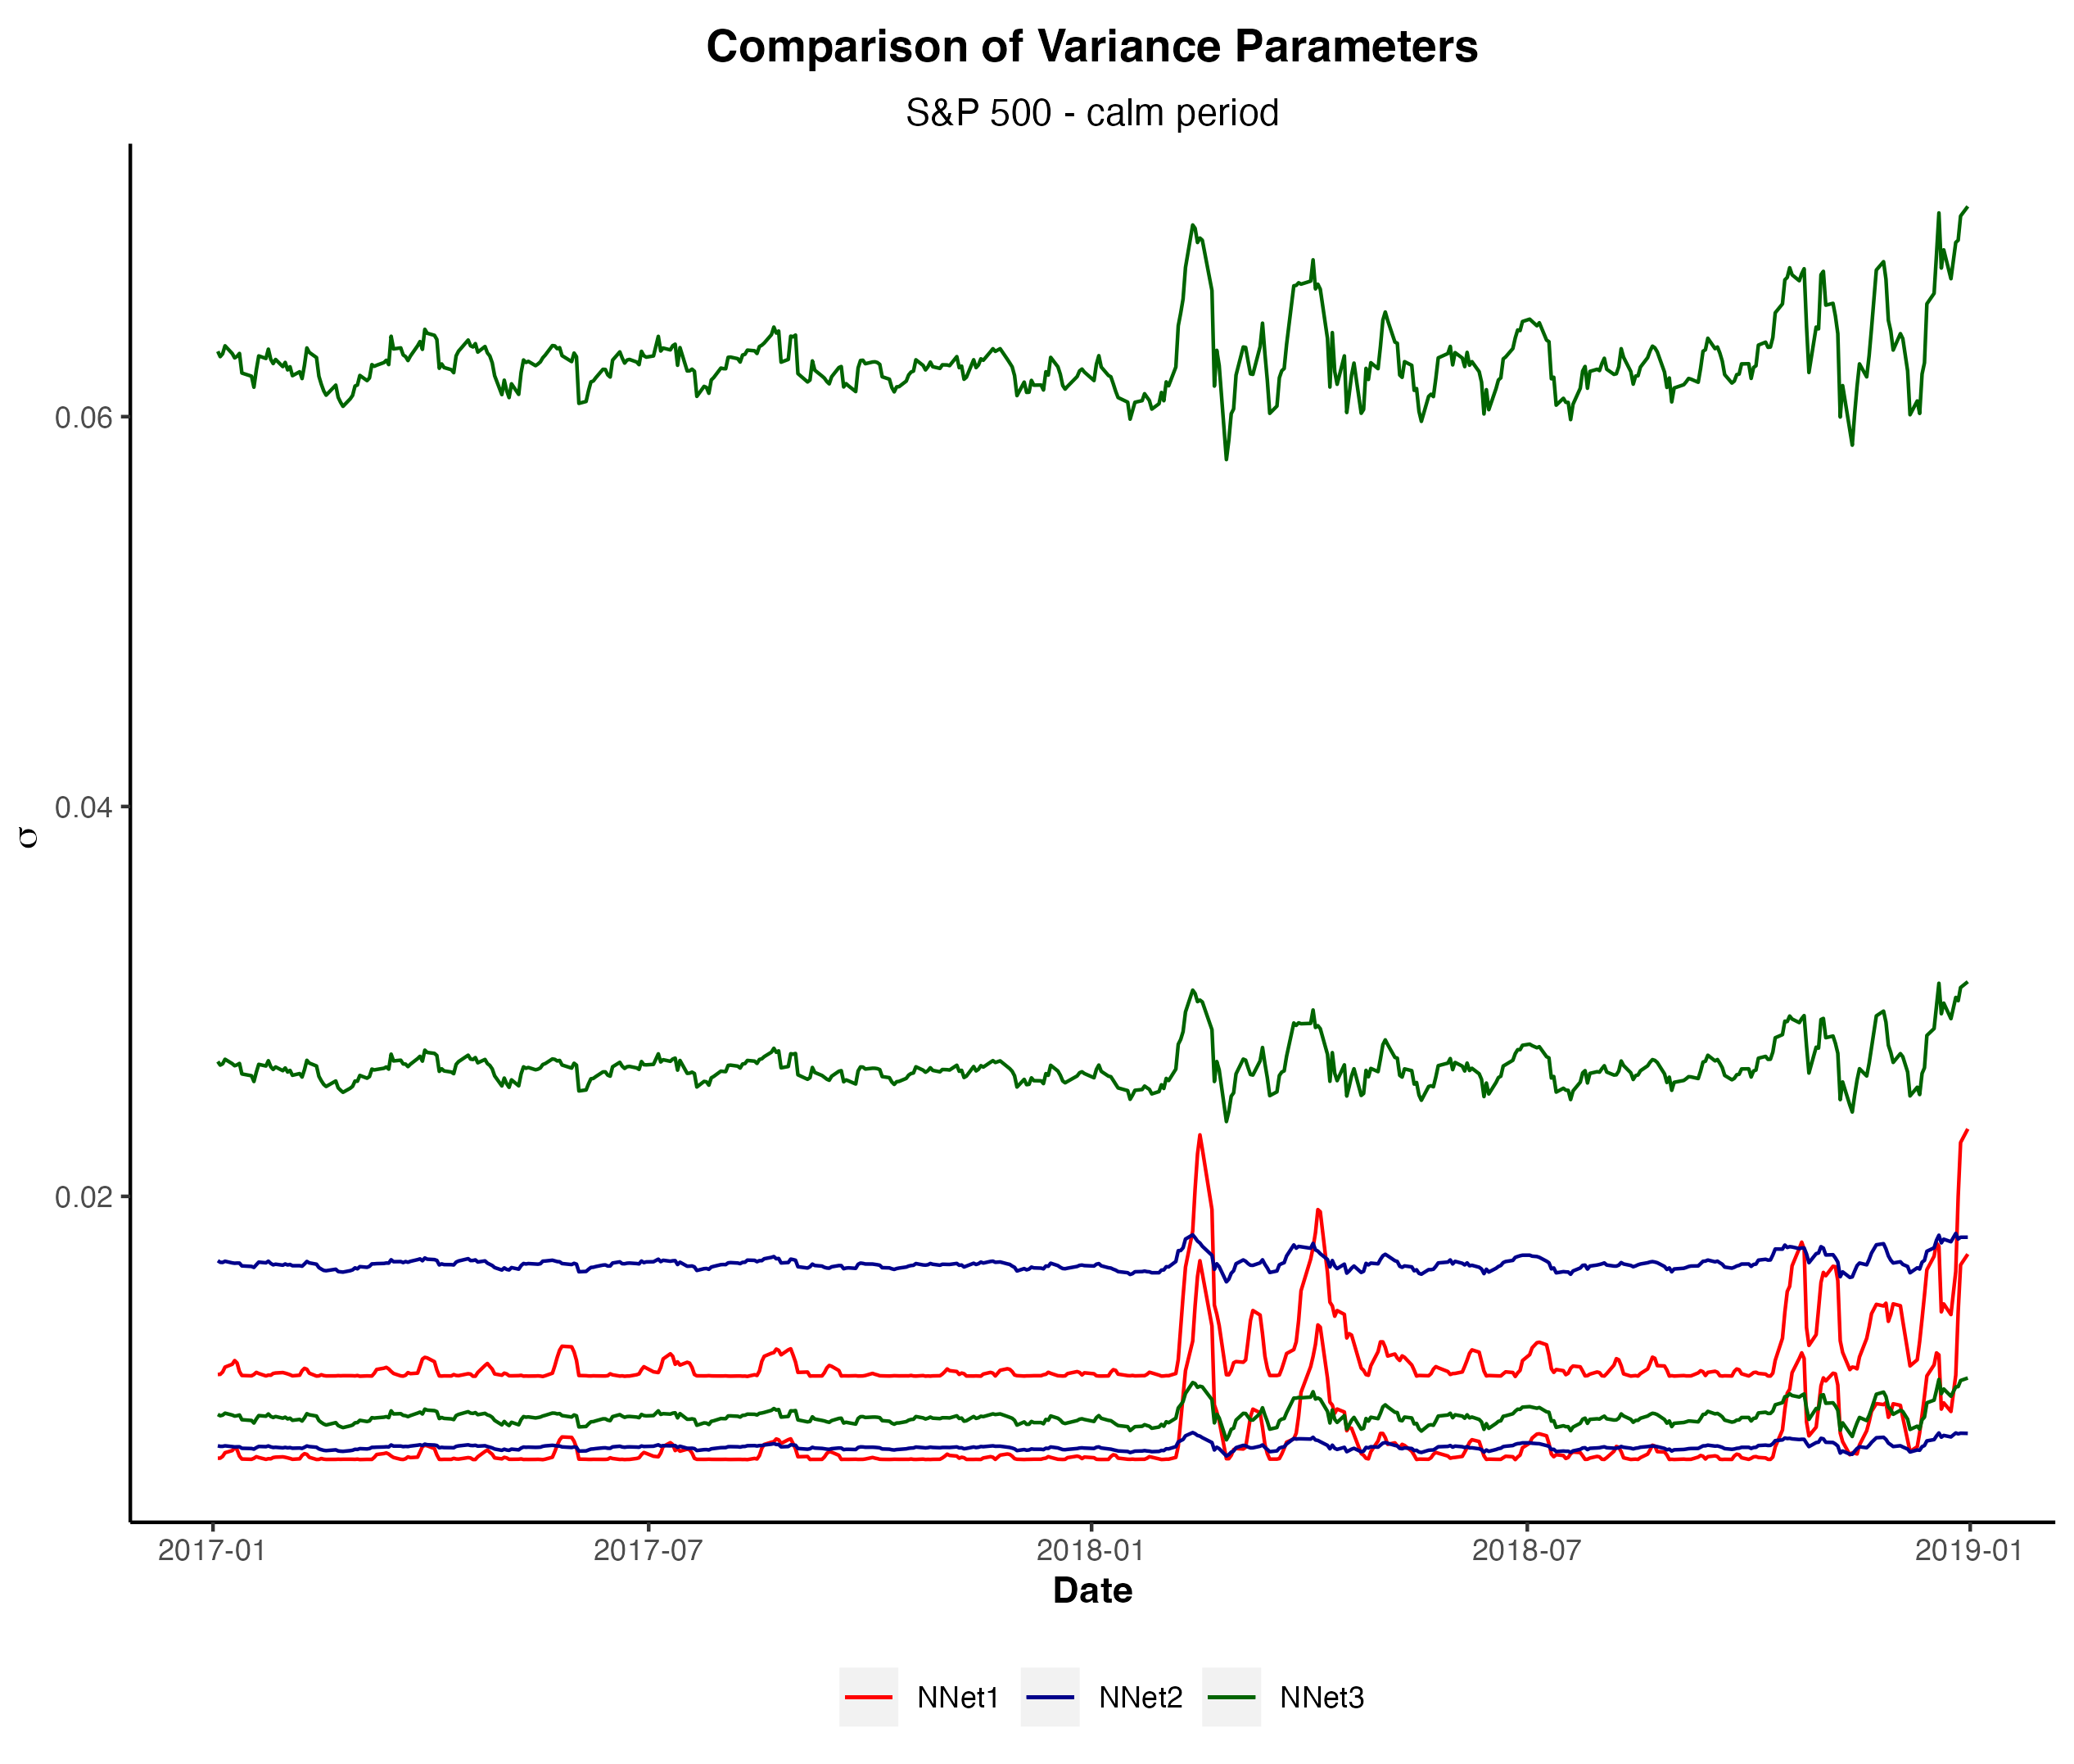 Comparison of Variance Parameters
S&P 500 - calm period
σ
0.06
0.04
0.02
2017-01 2017-07 2018-01 2018-07 2019-01
Date
NNet1 NNet2 NNet3